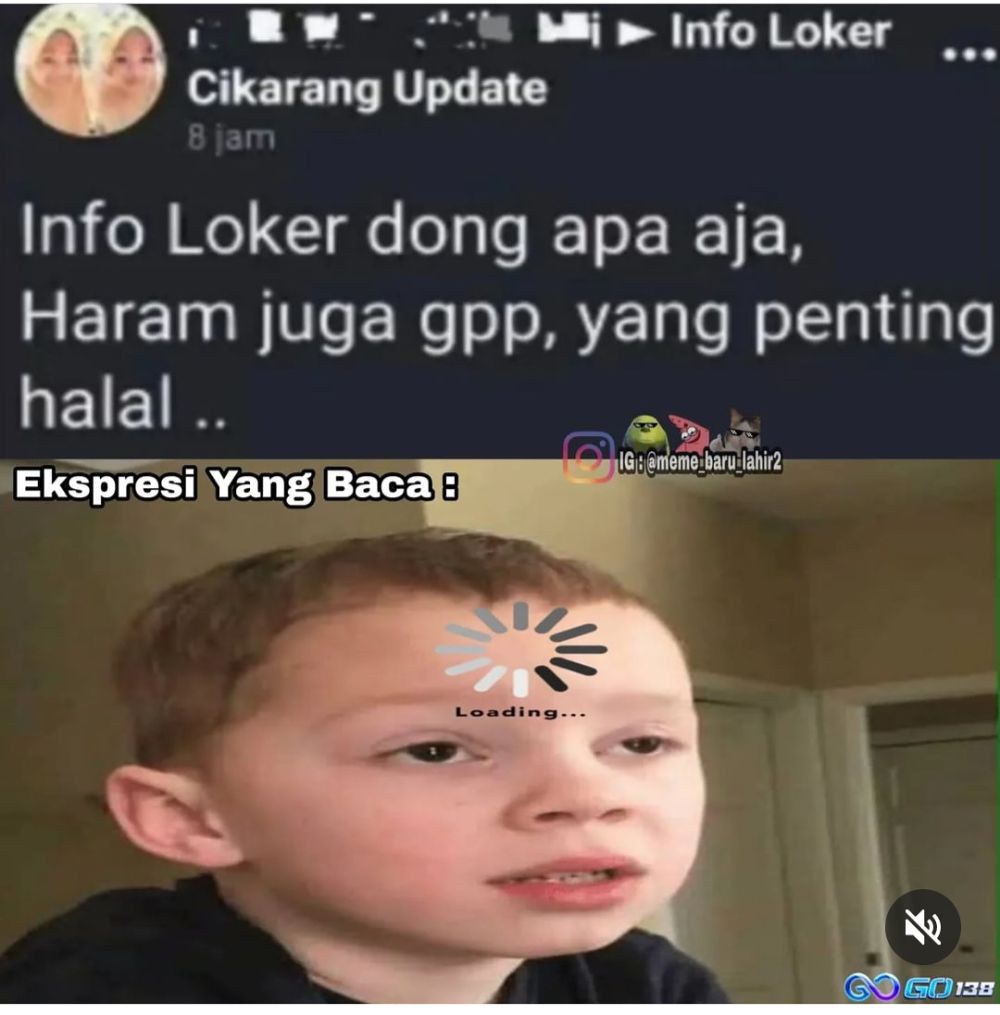 Info Loker
Cikarang Update
8 jam
Info Loker dong apa aja,
Haram juga gpp, yang penting
halal ..
IG : @meme_baru_lahir2
Ekspresi Yang Baca :
Loading...
GO138